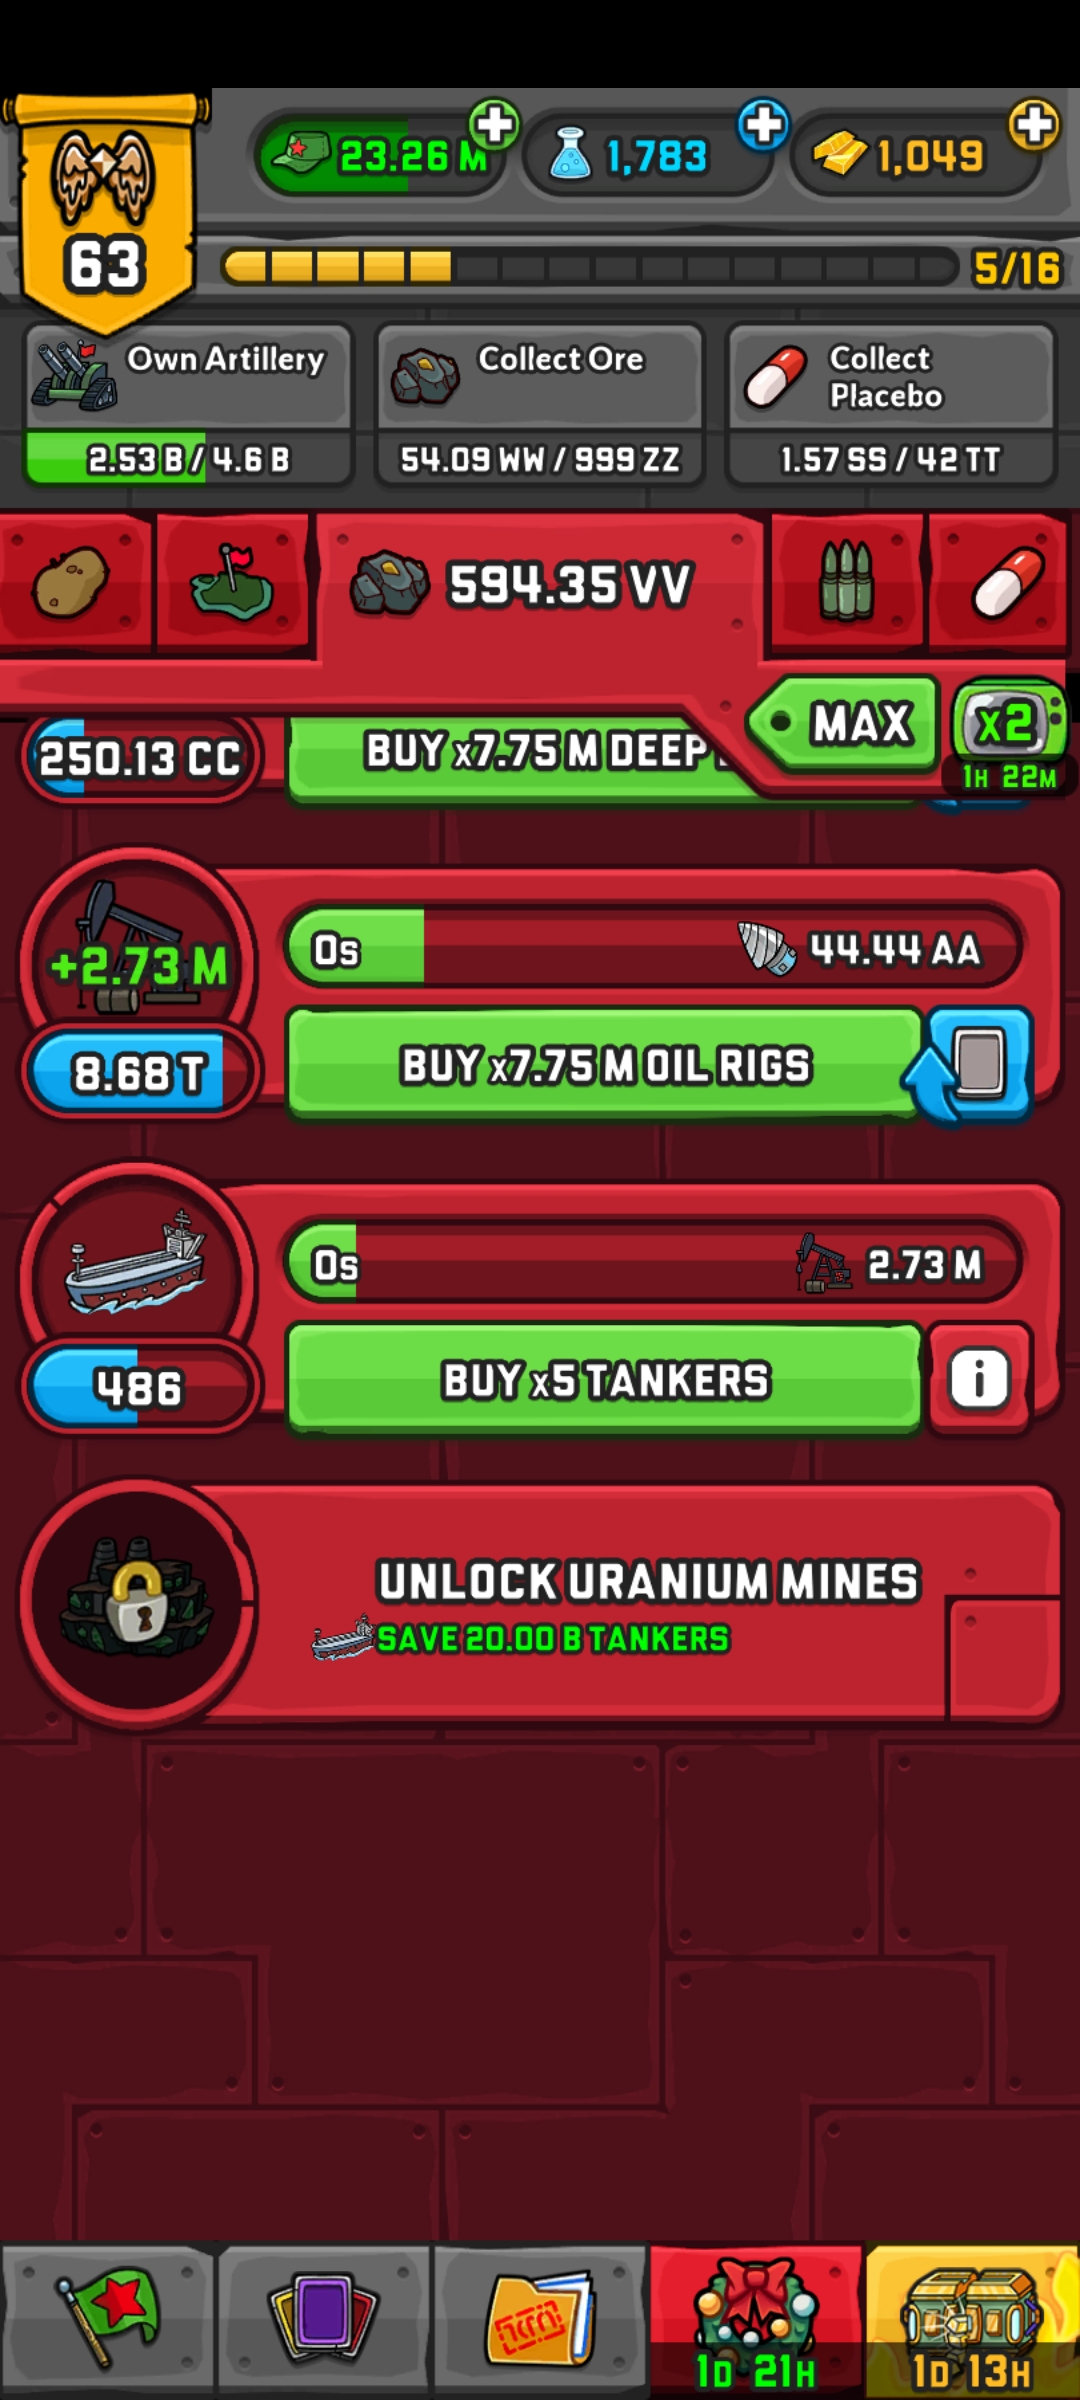 23.26 M
1,783
1,049
63
5/16
Own Artillery
2.53 B / 4.6 B
Collect Ore
54.09 WW / 999 ZZ
Collect
Placebo
1.57 SS / 42 TT
594.35 VV
MAX
x2
1H 22M
250.13 CC
BUY x7.75 M DEEP
+2.73 M
0s
44.44 AA
8.68 T
BUY x7.75 M OIL RIGS
0s
2.73 M
486
BUY x5 TANKERS
i
UNLOCK URANIUM MINES
SAVE 20.00 B TANKERS
1D 21H
1D 13H